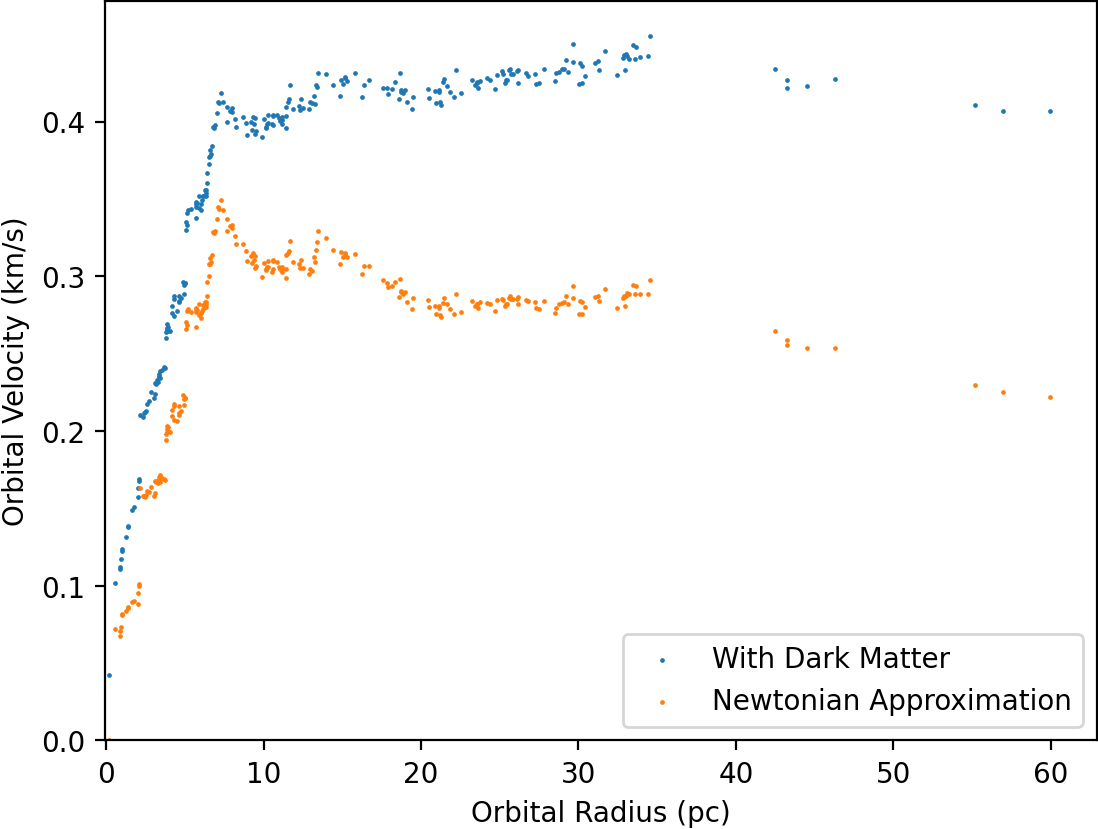 Orbital Velocity (km/s)
0.4
0.3
0.2
0.1
0.0
With Dark Matter
Newtonian Approximation
0 10 20 30 40 50 60
Orbital Radius (pc)